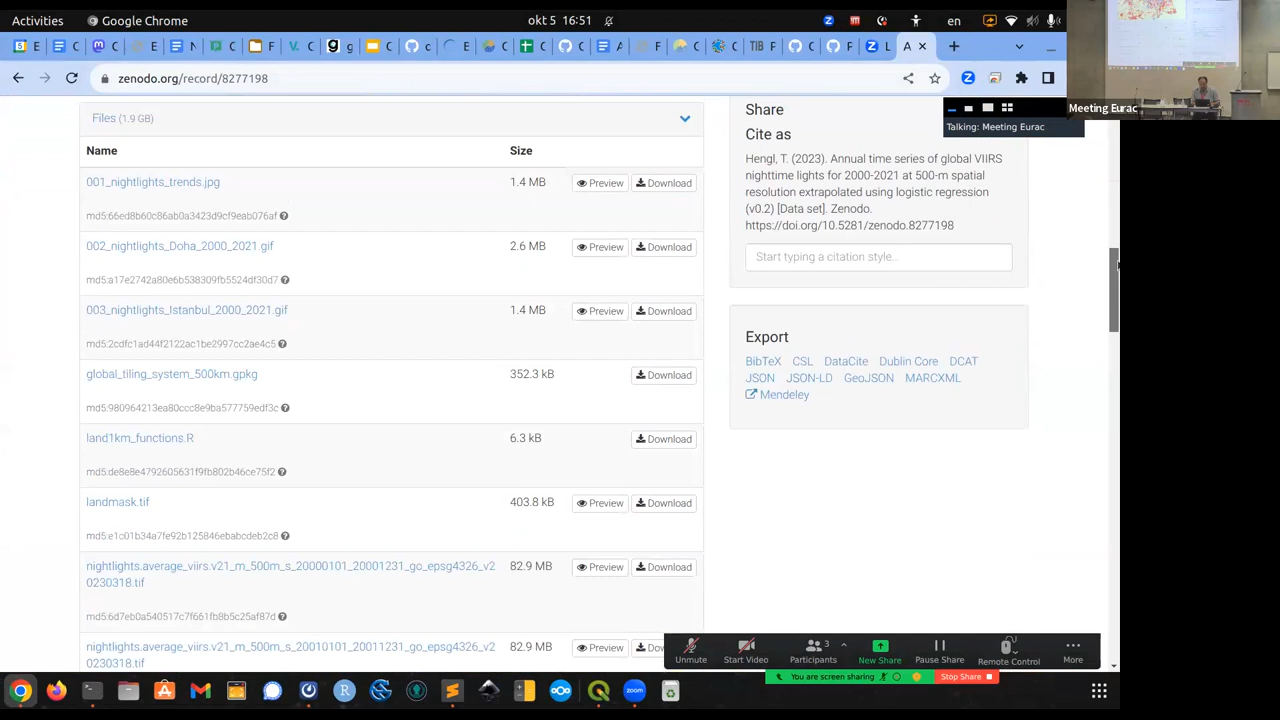 Activities
Google Chrome
okt 5 16:51
en
zenodo.org/record/8277198
Meeting Eurac
Talking: Meeting Eurac
Files (1.9 GB)
Name Size
001_nightlights_trends.jpg 1.4 MB Preview Download
md5:66ed8b60c86ab0a3423d9cf9eab076af
002_nightlights_Doha_2000_2021.gif 2.6 MB Preview Download
md5:a17e2742a80e6b538309fb5524df30d7
003_nightlights_Istanbul_2000_2021.gif 1.4 MB Preview Download
md5:2cdfc1ad44f2122ac1be2997cc2ae4c5
global_tiling_system_500km.gpkg 352.3 kB Download
md5:980964213ea80ccc8e9ba577759edf3c
land1km_functions.R 6.3 kB Download
md5:de8e8e4792605631f9fb802b46ce75f2
landmask.tif 403.8 kB Preview Download
md5:e1c01b34a7fe92b125846ebabcdeb2c8
nightlights.average_viirs.v21_m_500m_s_20000101_20001231_go_epsg4326_v2
0230318.tif
82.9 MB Preview Download
md5:6d7eb0a540517c7f661fb8b5c25af87d
nightlights.average_viirs.v21_m_500m_s_20010101_20011231_go_epsg4326_v2
0230318.tif
82.9 MB Preview Dow
Share
Cite as
Hengl, T. (2023). Annual time series of global VIIRS
nighttime lights for 2000-2021 at 500-m spatial
resolution extrapolated using logistic regression
(v0.2) [Data set]. Zenodo.
https://doi.org/10.5281/zenodo.8277198
Start typing a citation style..
Export
BibTeX CSL DataCite Dublin Core DCAT
JSON JSON-LD GeoJSON MARCXML
Mendeley
Unmute
Start Video
Participants 3
New Share
Pause Share
Remote Control
More
You are screen sharing
Stop Share
zoom